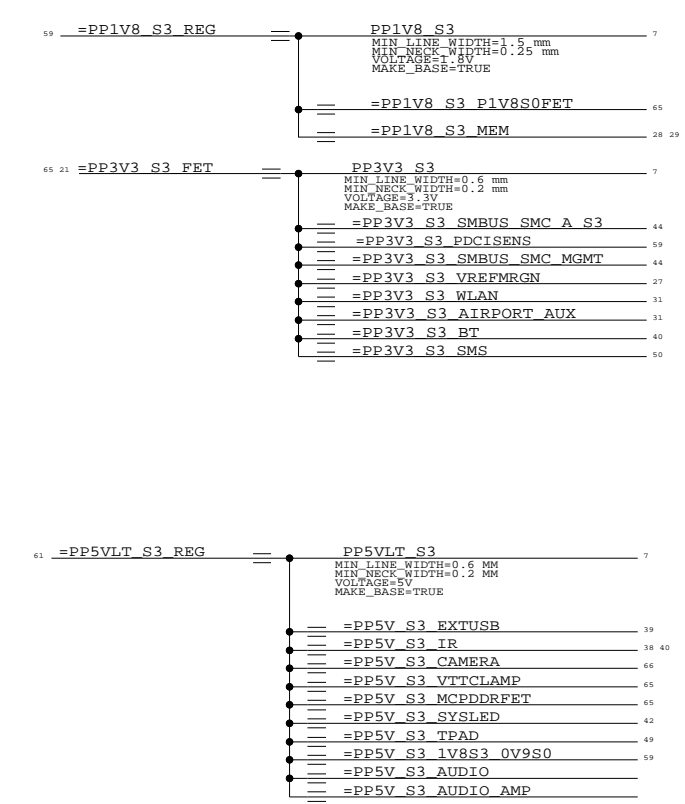 59 =PP1V8_S3_REG PP1V8_S3 7
MIN_LINE_WIDTH=1.5 mm
MIN_NECK_WIDTH=0.25 mm
VOLTAGE=1.8V
MAKE_BASE=TRUE
=PP1V8_S3_P1V8S0FET 65
=PP1V8_S3_MEM 28 29
65 21 =PP3V3_S3_FET PP3V3_S3 7
MIN_LINE_WIDTH=0.6 mm
MIN_NECK_WIDTH=0.2 mm
VOLTAGE=3.3V
MAKE_BASE=TRUE
=PP3V3_S3_SMBUS_SMC_A_S3 44
=PP3V3_S3_PDCISENS 59
=PP3V3_S3_SMBUS_SMC_MGMT 44
=PP3V3_S3_VREFMRGN 27
=PP3V3_S3_WLAN 31
=PP3V3_S3_AIRPORT_AUX 31
=PP3V3_S3_BT 40
=PP3V3_S3_SMS 50
61 =PP5VLT_S3_REG PP5VLT_S3 7
MIN_LINE_WIDTH=0.6 MM
MIN_NECK_WIDTH=0.2 MM
VOLTAGE=5V
MAKE_BASE=TRUE
=PP5V_S3_EXTUSB 39
=PP5V_S3_IR 38 40
=PP5V_S3_CAMERA 66
=PP5V_S3_VTTCLAMP 65
=PP5V_S3_MCPDDRFET 65
=PP5V_S3_SYSLED 42
=PP5V_S3_TPAD 49
=PP5V_S3_1V8S3_0V9S0 59
=PP5V_S3_AUDIO
=PP5V_S3_AUDIO_AMP